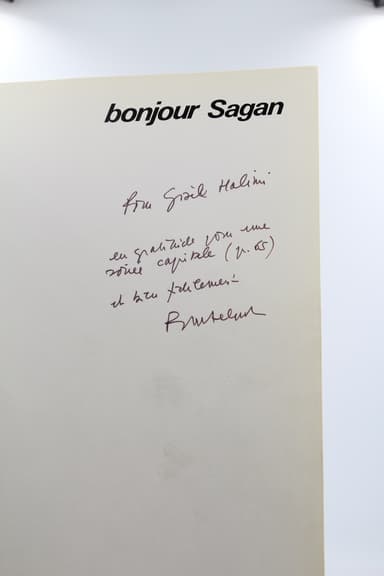 bonjour Sagan
Pour Gisèle Halimi
en gratitude pour une
soirée capitale (p. 65)
et bien fidèlement